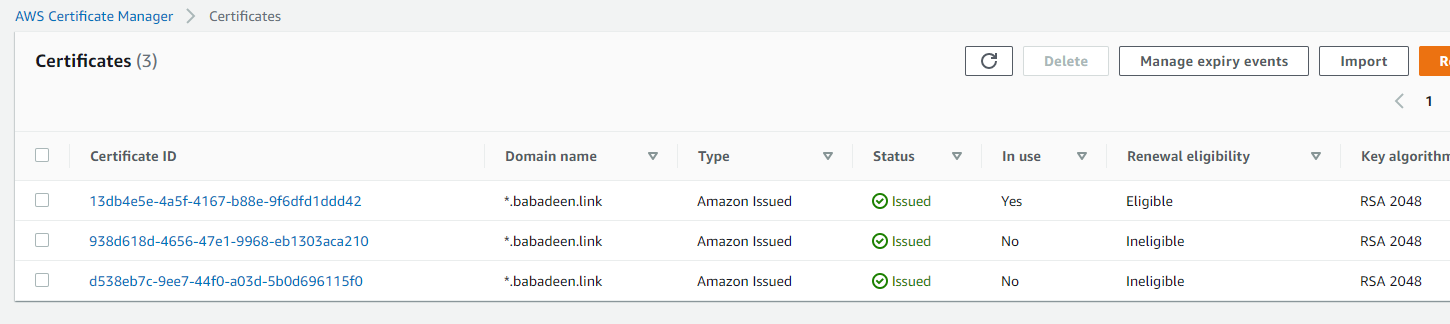 AWS Certificate Manager > Certificates
Certificates (3)
Delete Manage expiry events Import
1
Certificate ID Domain name Type Status In use Renewal eligibility Key algorithm
13db4e5e-4a5f-4167-b88e-9f6dfd1ddd42 *.babadeen.link Amazon Issued Issued Yes Eligible RSA 2048
938d618d-4656-47e1-9968-eb1303aca210 *.babadeen.link Amazon Issued Issued No Ineligible RSA 2048
d538eb7c-9ee7-44f0-a03d-5b0d696115f0 *.babadeen.link Amazon Issued Issued No Ineligible RSA 2048